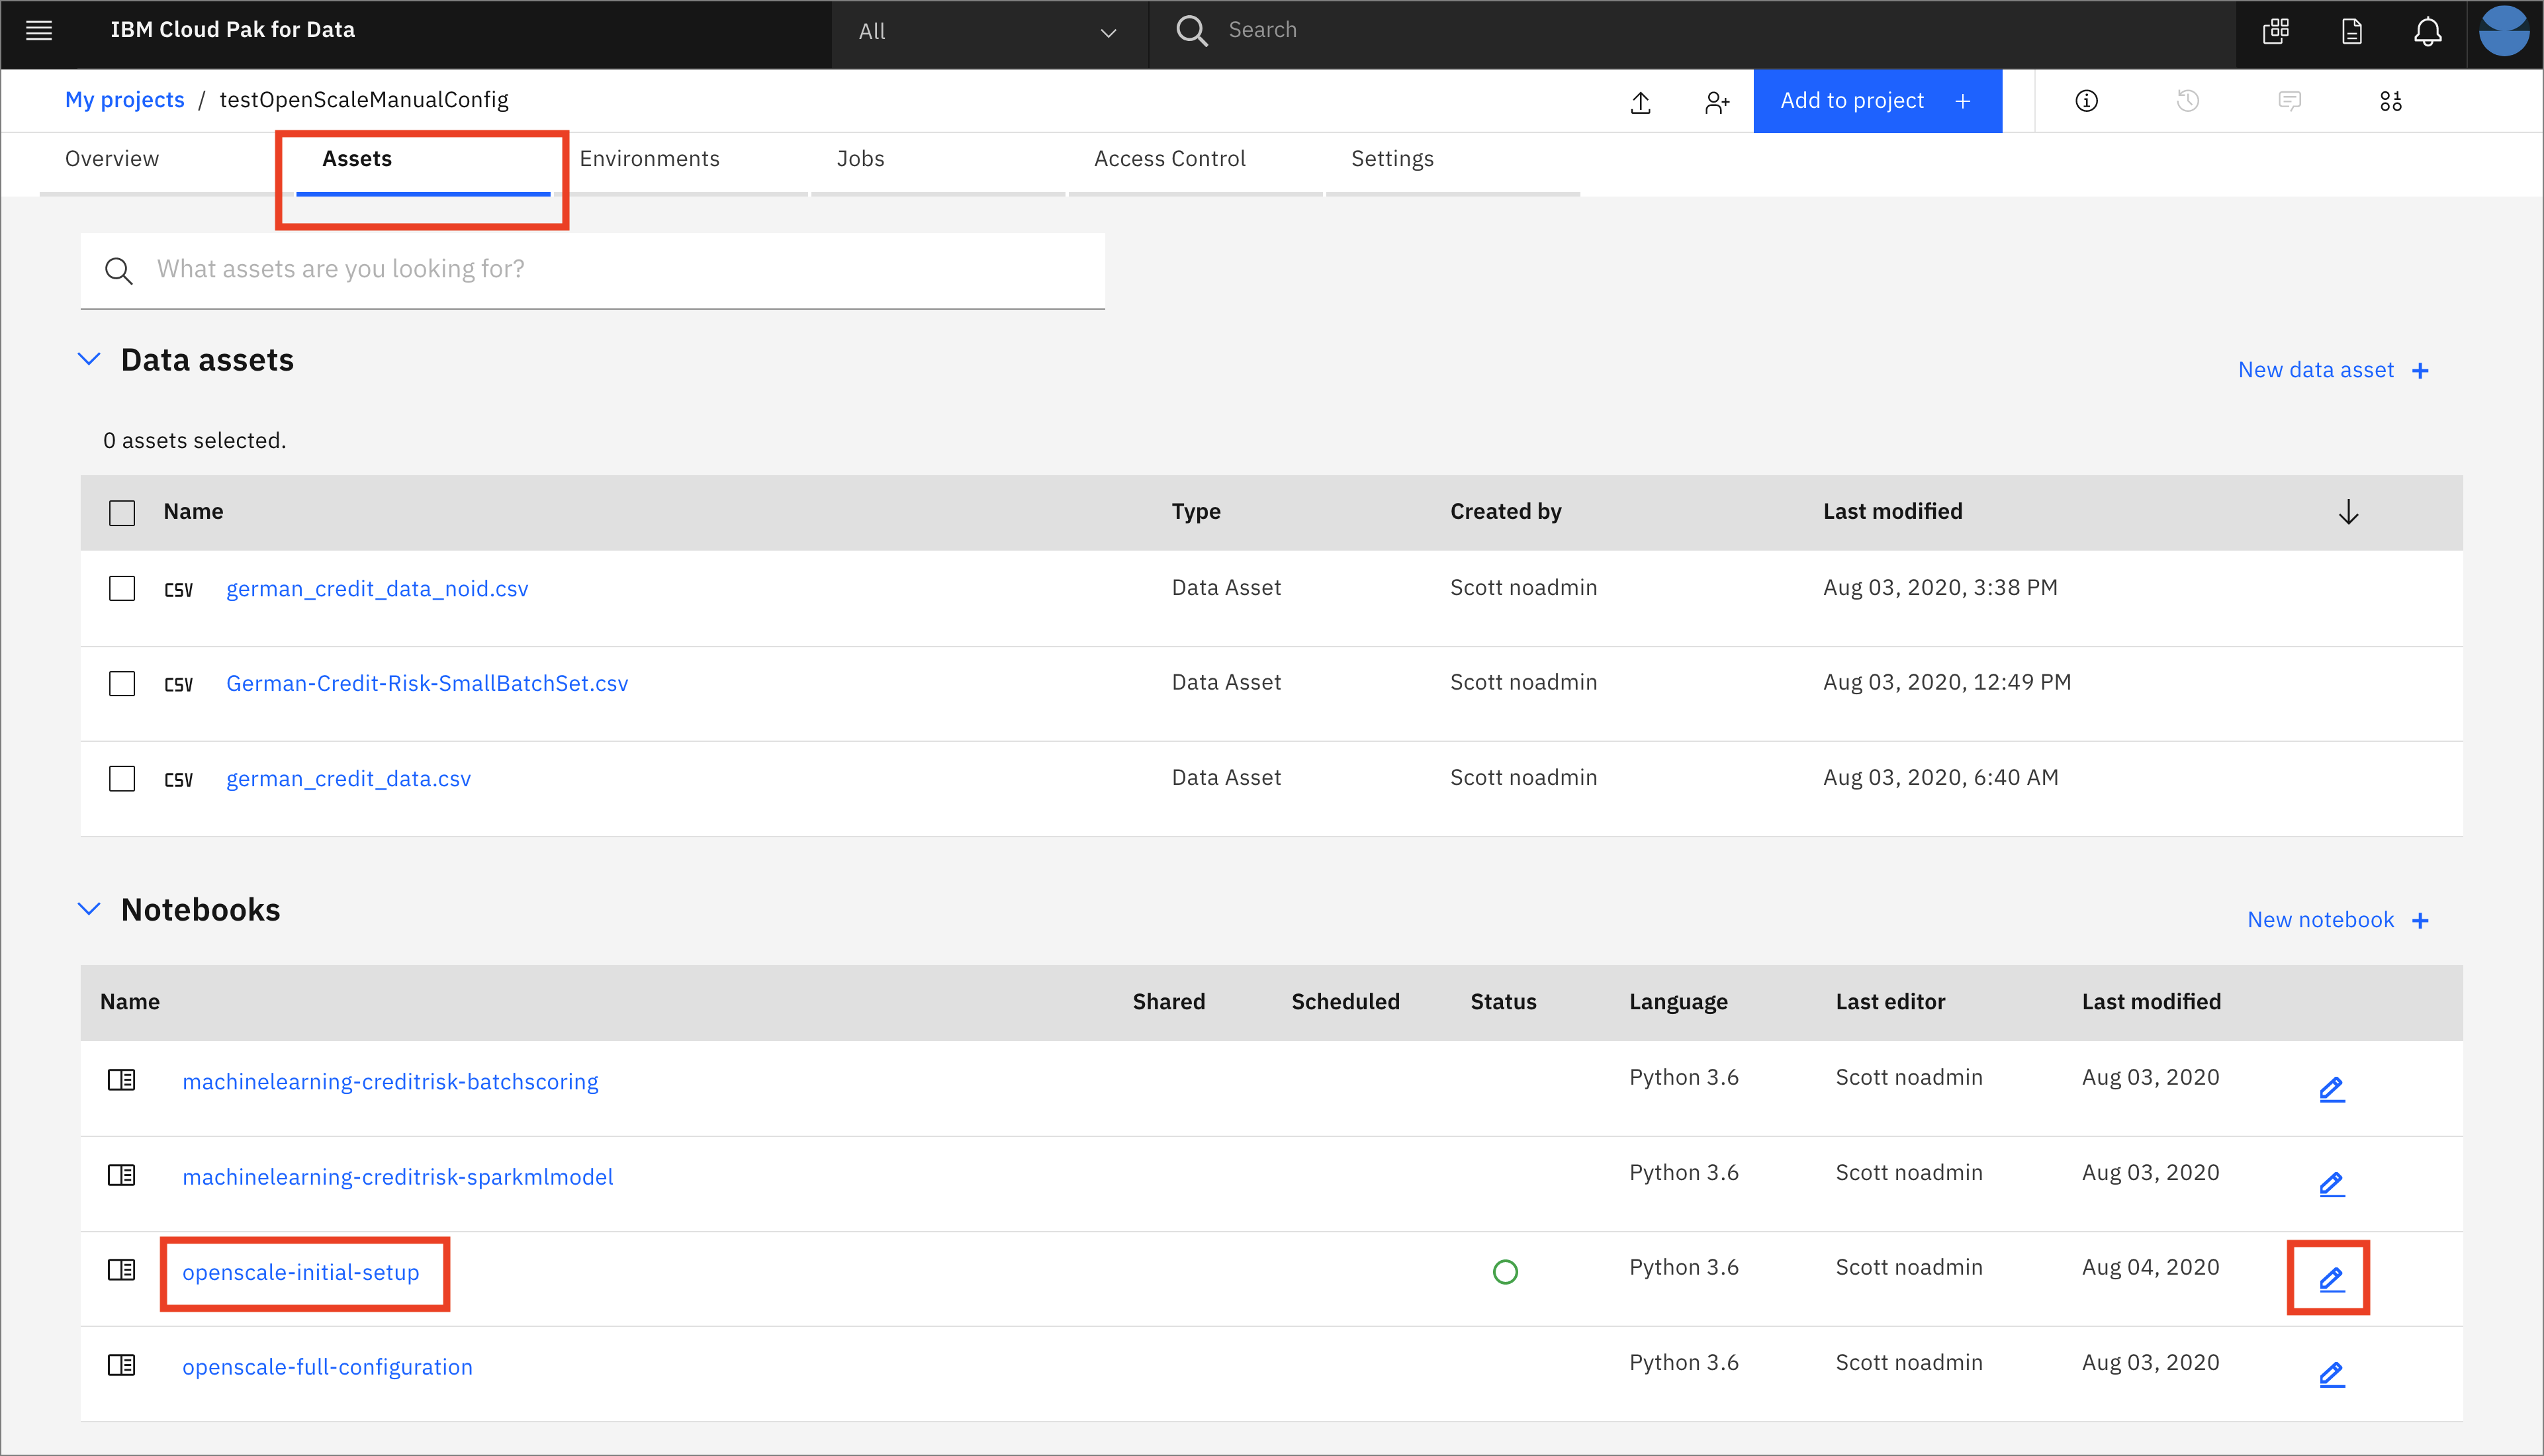 IBM Cloud Pak for Data All Search
My projects / testOpenScaleManualConfig Add to project +
Overview Assets Environments Jobs Access Control Settings
What assets are you looking for?
Data assets New data asset +
0 assets selected.
Name Type Created by Last modified
CSV german_credit_data_noid.csv Data Asset Scott noadmin Aug 03, 2020, 3:38 PM
CSV German-Credit-Risk-SmallBatchSet.csv Data Asset Scott noadmin Aug 03, 2020, 12:49 PM
CSV german_credit_data.csv Data Asset Scott noadmin Aug 03, 2020, 6:40 AM
Notebooks New notebook +
Name Shared Scheduled Status Language Last editor Last modified
machinelearning-creditrisk-batchscoring Python 3.6 Scott noadmin Aug 03, 2020
machinelearning-creditrisk-sparkmlmodel Python 3.6 Scott noadmin Aug 03, 2020
openscale-initial-setup Python 3.6 Scott noadmin Aug 04, 2020
openscale-full-configuration Python 3.6 Scott noadmin Aug 03, 2020